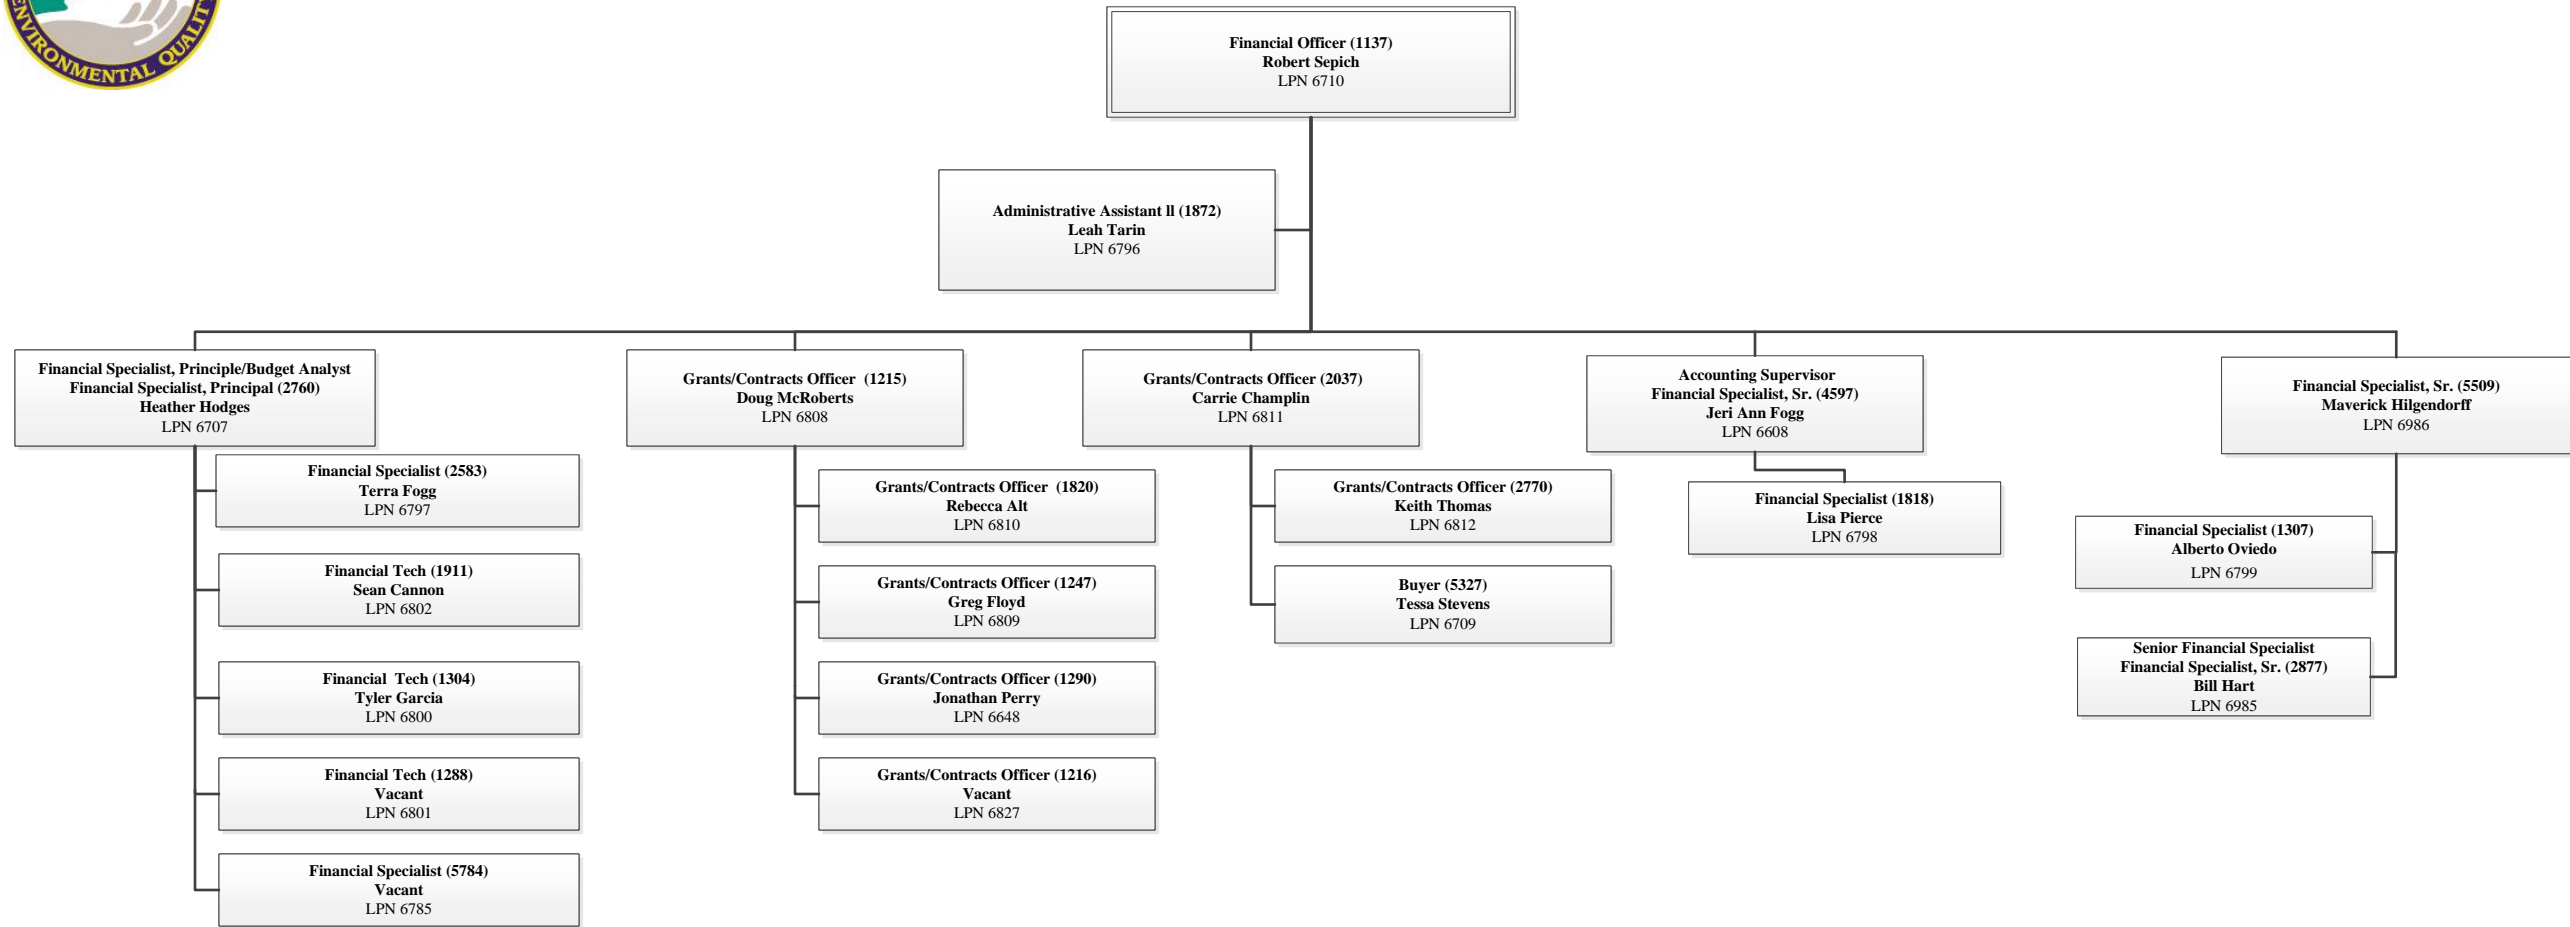 ENVIRONMENTAL QUALITY
Financial Officer (1137)
Robert Sepich
LPN 6710
Administrative Assistant ll (1872)
Leah Tarin
LPN 6796
Financial Specialist, Principle/Budget Analyst
Financial Specialist, Principal (2760)
Heather Hodges
LPN 6707
Financial Specialist (2583)
Terra Fogg
LPN 6797
Financial Tech (1911)
Sean Cannon
LPN 6802
Financial  Tech (1304)
Tyler Garcia
LPN 6800
Financial Tech (1288)
Vacant
LPN 6801
Financial Specialist (5784)
Vacant
LPN 6785
Grants/Contracts Officer  (1215)
Doug McRoberts
LPN 6808
Grants/Contracts Officer  (1820)
Rebecca Alt
LPN 6810
Grants/Contracts Officer (1247)
Greg Floyd
LPN 6809
Grants/Contracts Officer (1290)
Jonathan Perry
LPN 6648
Grants/Contracts Officer (1216)
Vacant
LPN 6827
Grants/Contracts Officer (2037)
Carrie Champlin
LPN 6811
Grants/Contracts Officer (2770)
Keith Thomas
LPN 6812
Buyer (5327)
Tessa Stevens
LPN 6709
Accounting Supervisor
Financial Specialist, Sr. (4597)
Jeri Ann Fogg
LPN 6608
Financial Specialist (1818)
Lisa Pierce
LPN 6798
Financial Specialist, Sr. (5509)
Maverick Hilgendorff
LPN 6986
Financial Specialist (1307)
Alberto Oviedo
LPN 6799
Senior Financial Specialist
Financial Specialist, Sr. (2877)
Bill Hart
LPN 6985